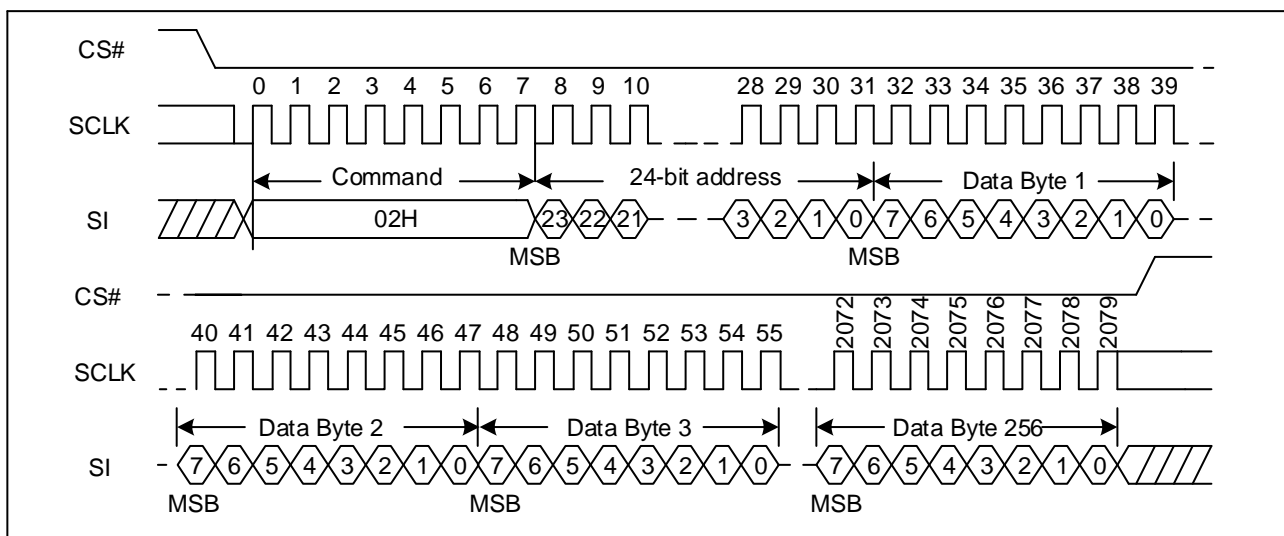 CS#
0 1 2 3 4 5 6 7 8 9 10 28 29 30 31 32 33 34 35 36 37 38 39
SCLK
Command 24-bit address Data Byte 1
SI 02H 23 22 21 3 2 1 0 7 6 5 4 3 2 1 0
MSB MSB
CS#
40 41 42 43 44 45 46 47 48 49 50 51 52 53 54 55 2072 2073 2074 2075 2076 2077 2078 2079
SCLK
Data Byte 2 Data Byte 3 Data Byte 256
SI 7 6 5 4 3 2 1 0 7 6 5 4 3 2 1 0 7 6 5 4 3 2 1 0
MSB MSB MSB